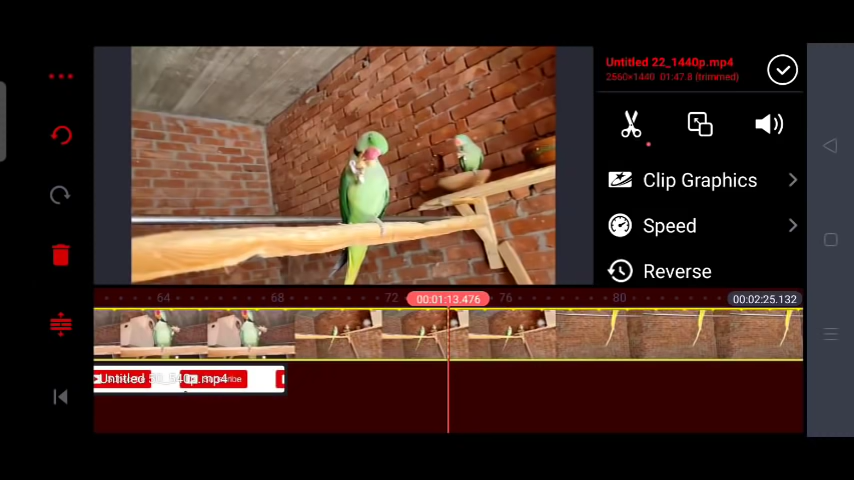 Untitled 22_1440p.mp4
2560×1440 01:47.8 (trimmed)
Clip Graphics
Speed
Reverse
64 68 72 00:01:13.476 76 80 00:02:25.132